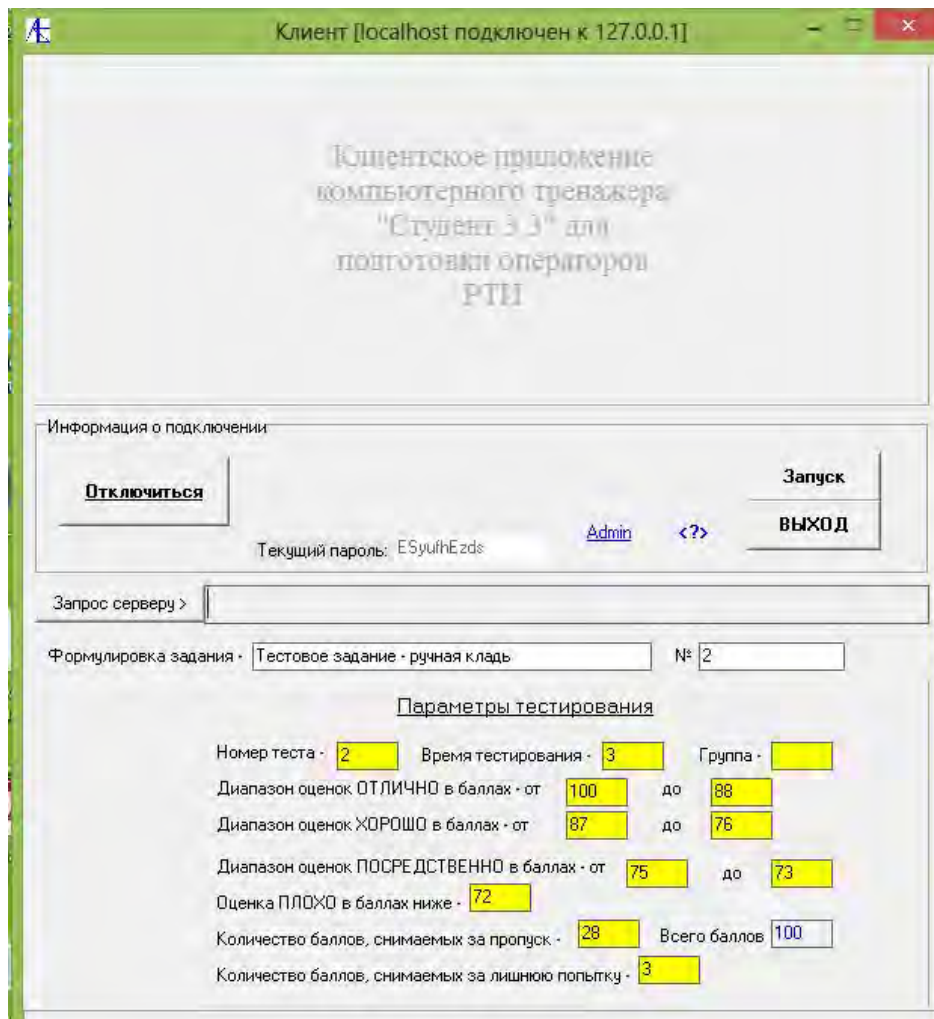 Клиент [localhost подключен к 127.0.0.1]
Клиентское приложение
компьютерного тренажера
"Студент 3.3" для
подготовки операторов
РТИ
Информация о подключении
Отключиться
Запуск
ВЫХОД
Текущий пароль: ESyufhEzds Admin <?>
Запрос серверу >
Формулировка задания - Тестовое задание - ручная кладь № 2
Параметры тестирования
Номер теста - 2 Время тестирования - 3 Группа -
Диапазон оценок ОТЛИЧНО в баллах - от 100 до 88
Диапазон оценок ХОРОШО в баллах - от 87 до 76
Диапазон оценок ПОСРЕДСТВЕННО в баллах - от 75 до 73
Оценка ПЛОХО в баллах ниже - 72
Количество баллов, снимаемых за пропуск - 28 Всего баллов 100
Количество баллов, снимаемых за лишнюю попытку - 3